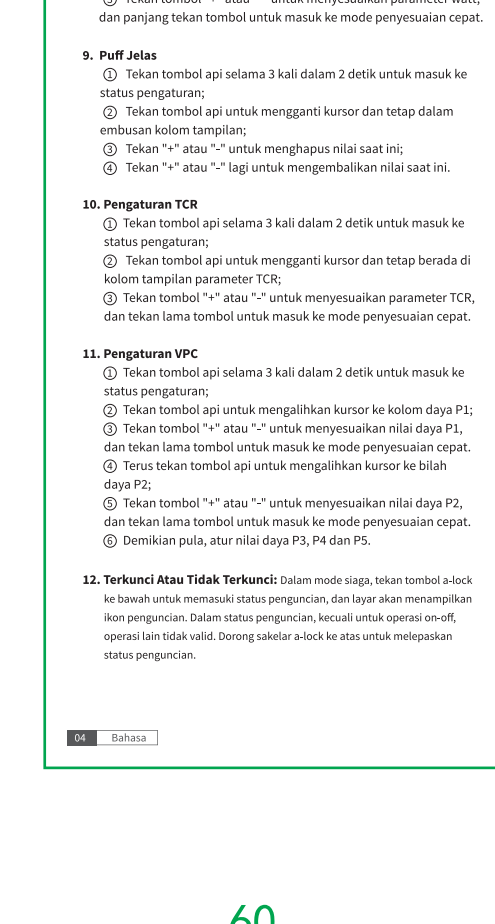 ③ Tekan tombol "+" atau "-" untuk menyesuaikan parameter watt,
dan panjang tekan tombol untuk masuk ke mode penyesuaian cepat.
9. Puff Jelas
① Tekan tombol api selama 3 kali dalam 2 detik untuk masuk ke
status pengaturan;
② Tekan tombol api untuk mengganti kursor dan tetap dalam
embusan kolom tampilan;
③ Tekan "+" atau "-" untuk menghapus nilai saat ini;
④ Tekan "+" atau "-" lagi untuk mengembalikan nilai saat ini.
10. Pengaturan TCR
① Tekan tombol api selama 3 kali dalam 2 detik untuk masuk ke
status pengaturan;
② Tekan tombol api untuk mengganti kursor dan tetap berada di
kolom tampilan parameter TCR;
③ Tekan tombol "+" atau "-" untuk menyesuaikan parameter TCR,
dan tekan lama tombol untuk masuk ke mode penyesuaian cepat.
11. Pengaturan VPC
① Tekan tombol api selama 3 kali dalam 2 detik untuk masuk ke
status pengaturan;
② Tekan tombol api untuk mengalihkan kursor ke kolom daya P1;
③ Tekan tombol "+" atau "-" untuk menyesuaikan nilai daya P1,
dan tekan lama tombol untuk masuk ke mode penyesuaian cepat.
④ Terus tekan tombol api untuk mengalihkan kursor ke bilah
daya P2;
⑤ Tekan tombol "+" atau "-" untuk menyesuaikan nilai daya P2,
dan tekan lama tombol untuk masuk ke mode penyesuaian cepat.
⑥ Demikian pula, atur nilai daya P3, P4 dan P5.
12. Terkunci Atau Tidak Terkunci: Dalam mode siaga, tekan tombol a-lock
ke bawah untuk memasuki status penguncian, dan layar akan menampilkan
ikon penguncian. Dalam status penguncian, kecuali untuk operasi on-off,
operasi lain tidak valid. Dorong sakelar a-lock ke atas untuk melepaskan
status penguncian.
04 Bahasa
60